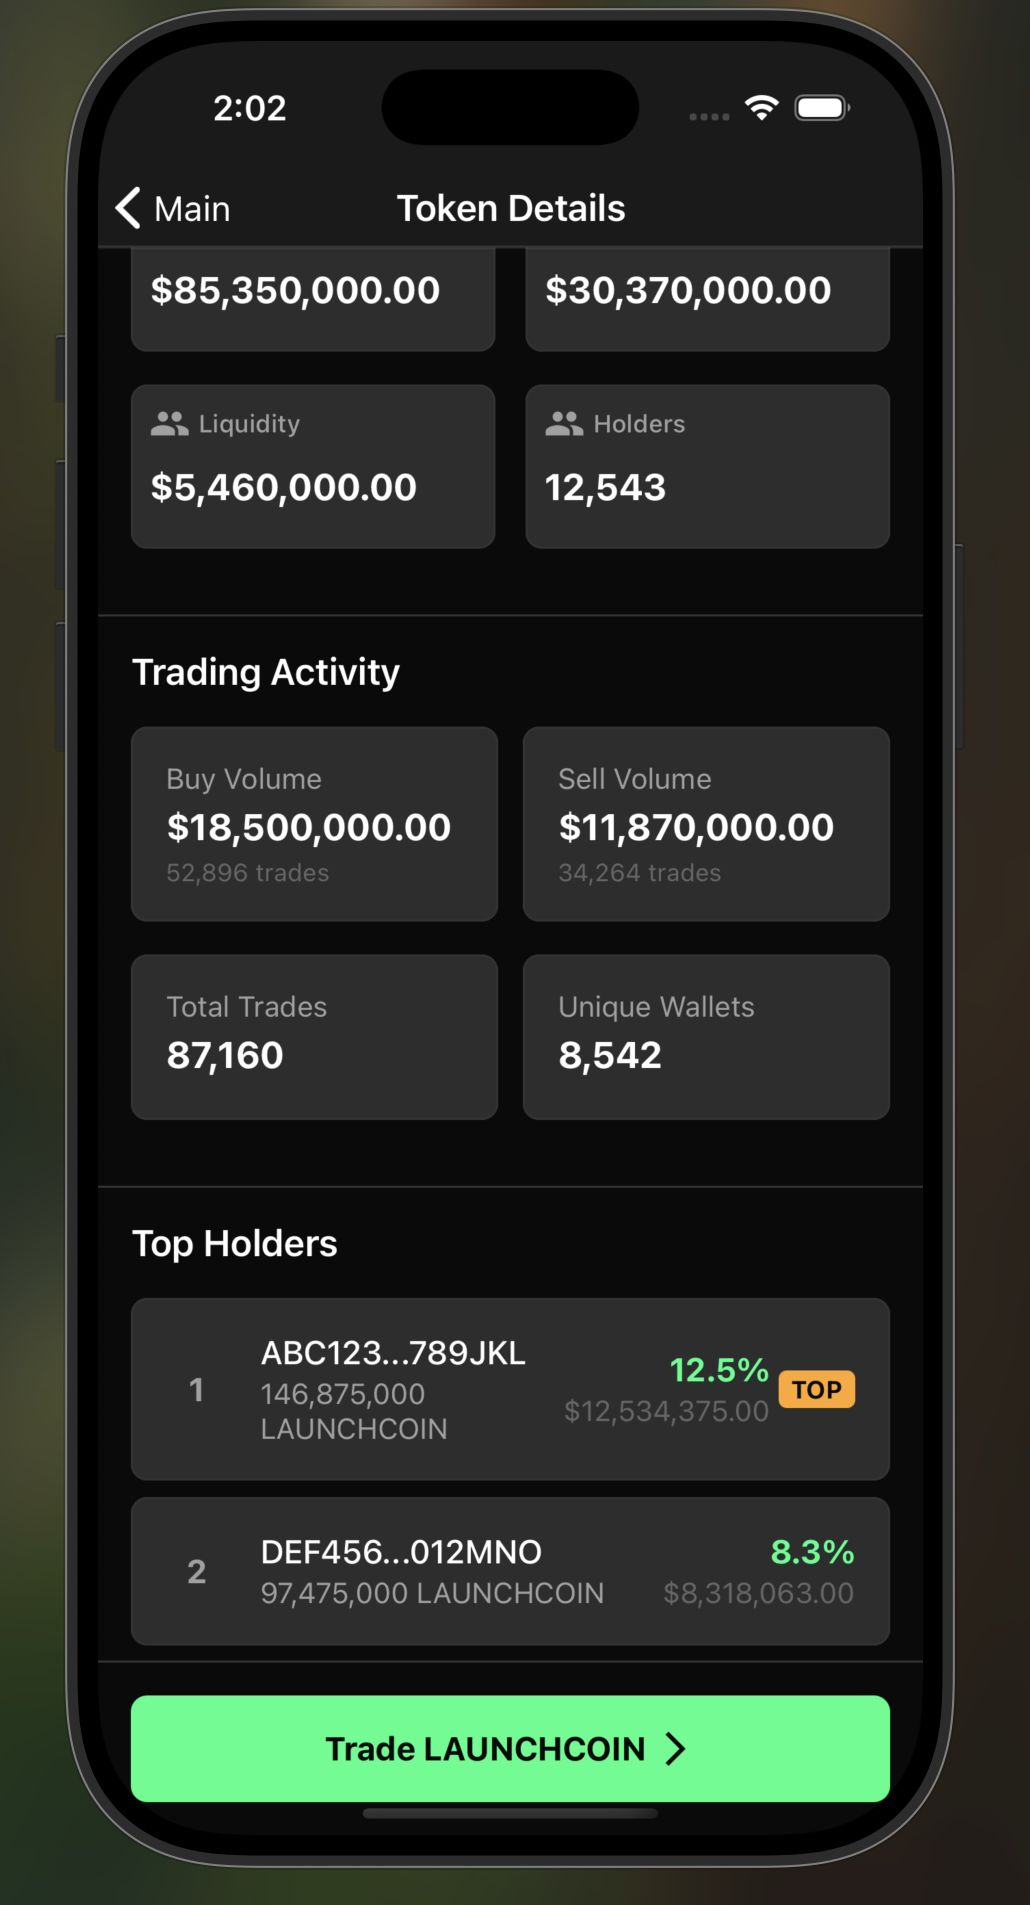 2:02
Main
Token Details
$85,350,000.00
$30,370,000.00
Liquidity
$5,460,000.00
Holders
12,543
Trading Activity
Buy Volume
$18,500,000.00
52,896 trades
Sell Volume
$11,870,000.00
34,264 trades
Total Trades
87,160
Unique Wallets
8,542
Top Holders
1
ABC123...789JKL
146,875,000
LAUNCHCOIN
12.5%
$12,534,375.00
TOP
2
DEF456...012MNO
97,475,000 LAUNCHCOIN
8.3%
$8,318,063.00
Trade LAUNCHCOIN